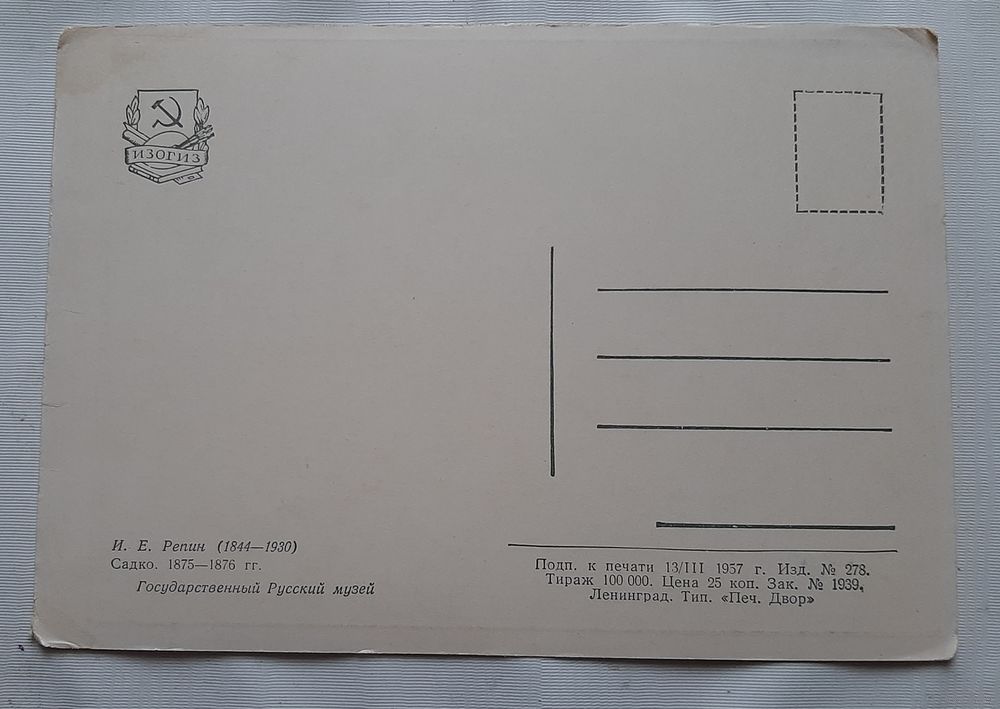 ИЗОГИЗ
И. Е. Репин (1844—1930)
Садко. 1875—1876 гг.
Государственный Русский музей
Подп. к печати 13/III 1957 г. Изд. № 278.
Тираж 100 000. Цена 25 коп. Зак. № 1939.
Ленинград. Тип. «Печ. Двор»